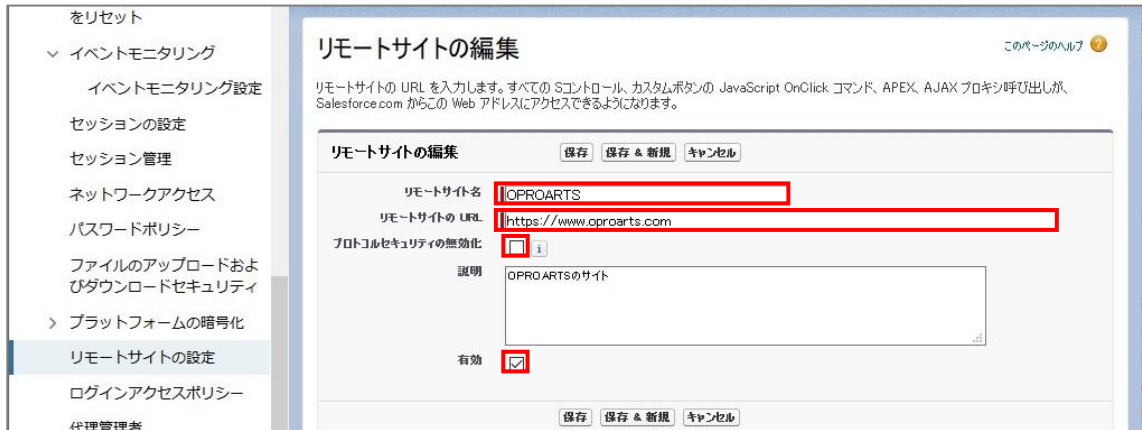 をリセット
イベントモニタリング
イベントモニタリング設定
セッションの設定
セッション管理
ネットワークアクセス
パスワードポリシー
ファイルのアップロードおよ
びダウンロードセキュリティ
プラットフォームの暗号化
リモートサイトの設定
ログインアクセスポリシー
代理管理者
リモートサイトの編集
このページのヘルプ
リモートサイトの URL を入力します。すべての Sコントロール、カスタムボタンの JavaScript OnClick コマンド、APEX、AJAX プロキシ呼び出しが、
Salesforce.com からこの Web アドレスにアクセスできるようになります。
リモートサイトの編集 保存 保存 & 新規 キャンセル
リモートサイト名 OPROARTS
リモートサイトの URL https://www.oproarts.com
プロトコルセキュリティの無効化 i
説明 OPROARTSのサイト
有効
保存 保存 & 新規 キャンセル